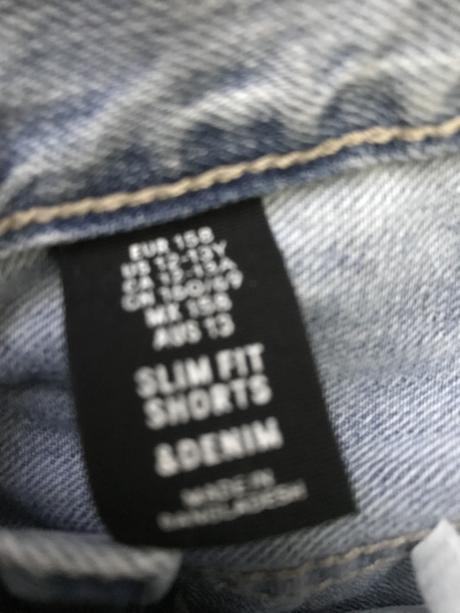 EUR 158
US 12-13Y
CA 12-13A
CN 160/69
MX 158
AUS 13
SLIM FIT
SHORTS
&DENIM
MADE IN
BANGLADESH